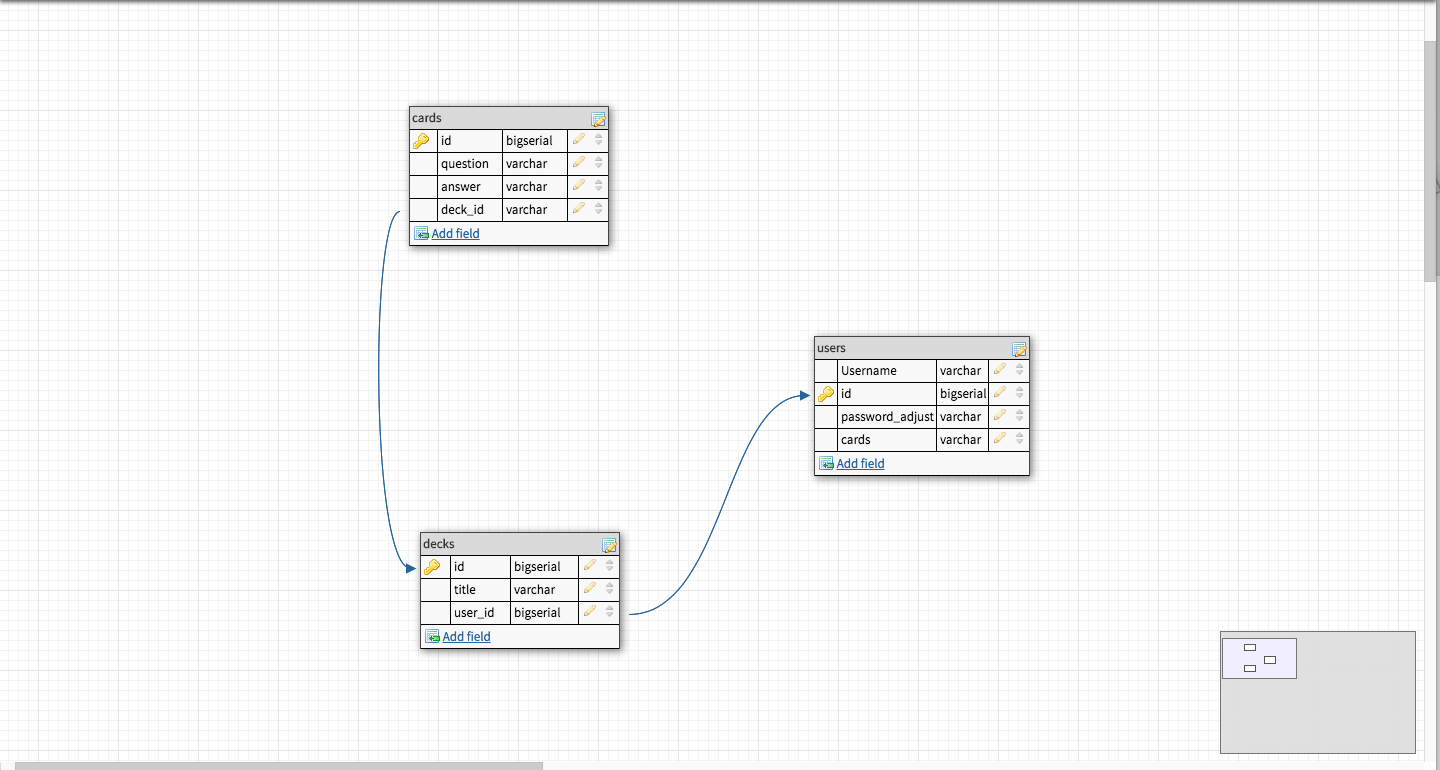 cards
id bigserial
question varchar
answer varchar
deck_id varchar
Add field
users
Username varchar
id bigserial
password_adjust varchar
cards varchar
Add field
decks
id bigserial
title varchar
user_id bigserial
Add field